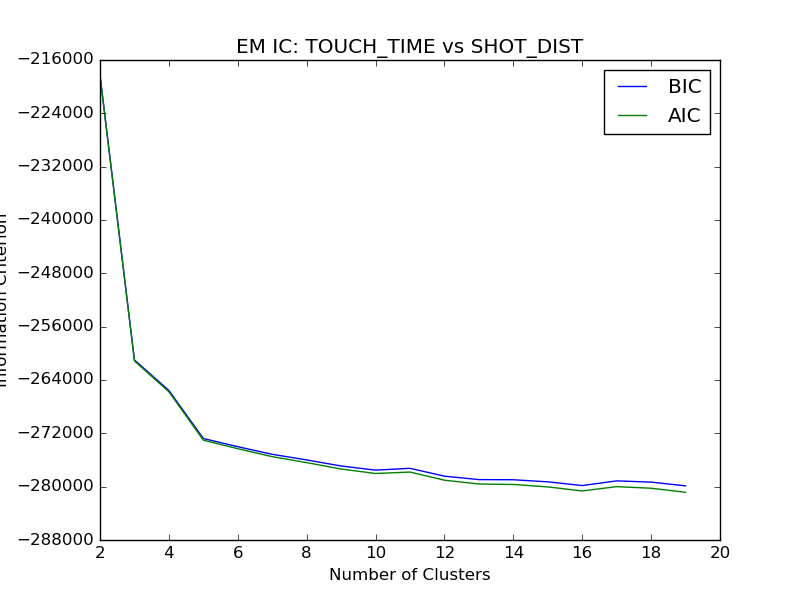 EM IC: TOUCH_TIME vs SHOT_DIST
−216000
−224000
−232000
−240000
−248000
−256000
−264000
−272000
−280000
−288000
Information Criterion
BIC
AIC
2 4 6 8 10 12 14 16 18 20
Number of Clusters